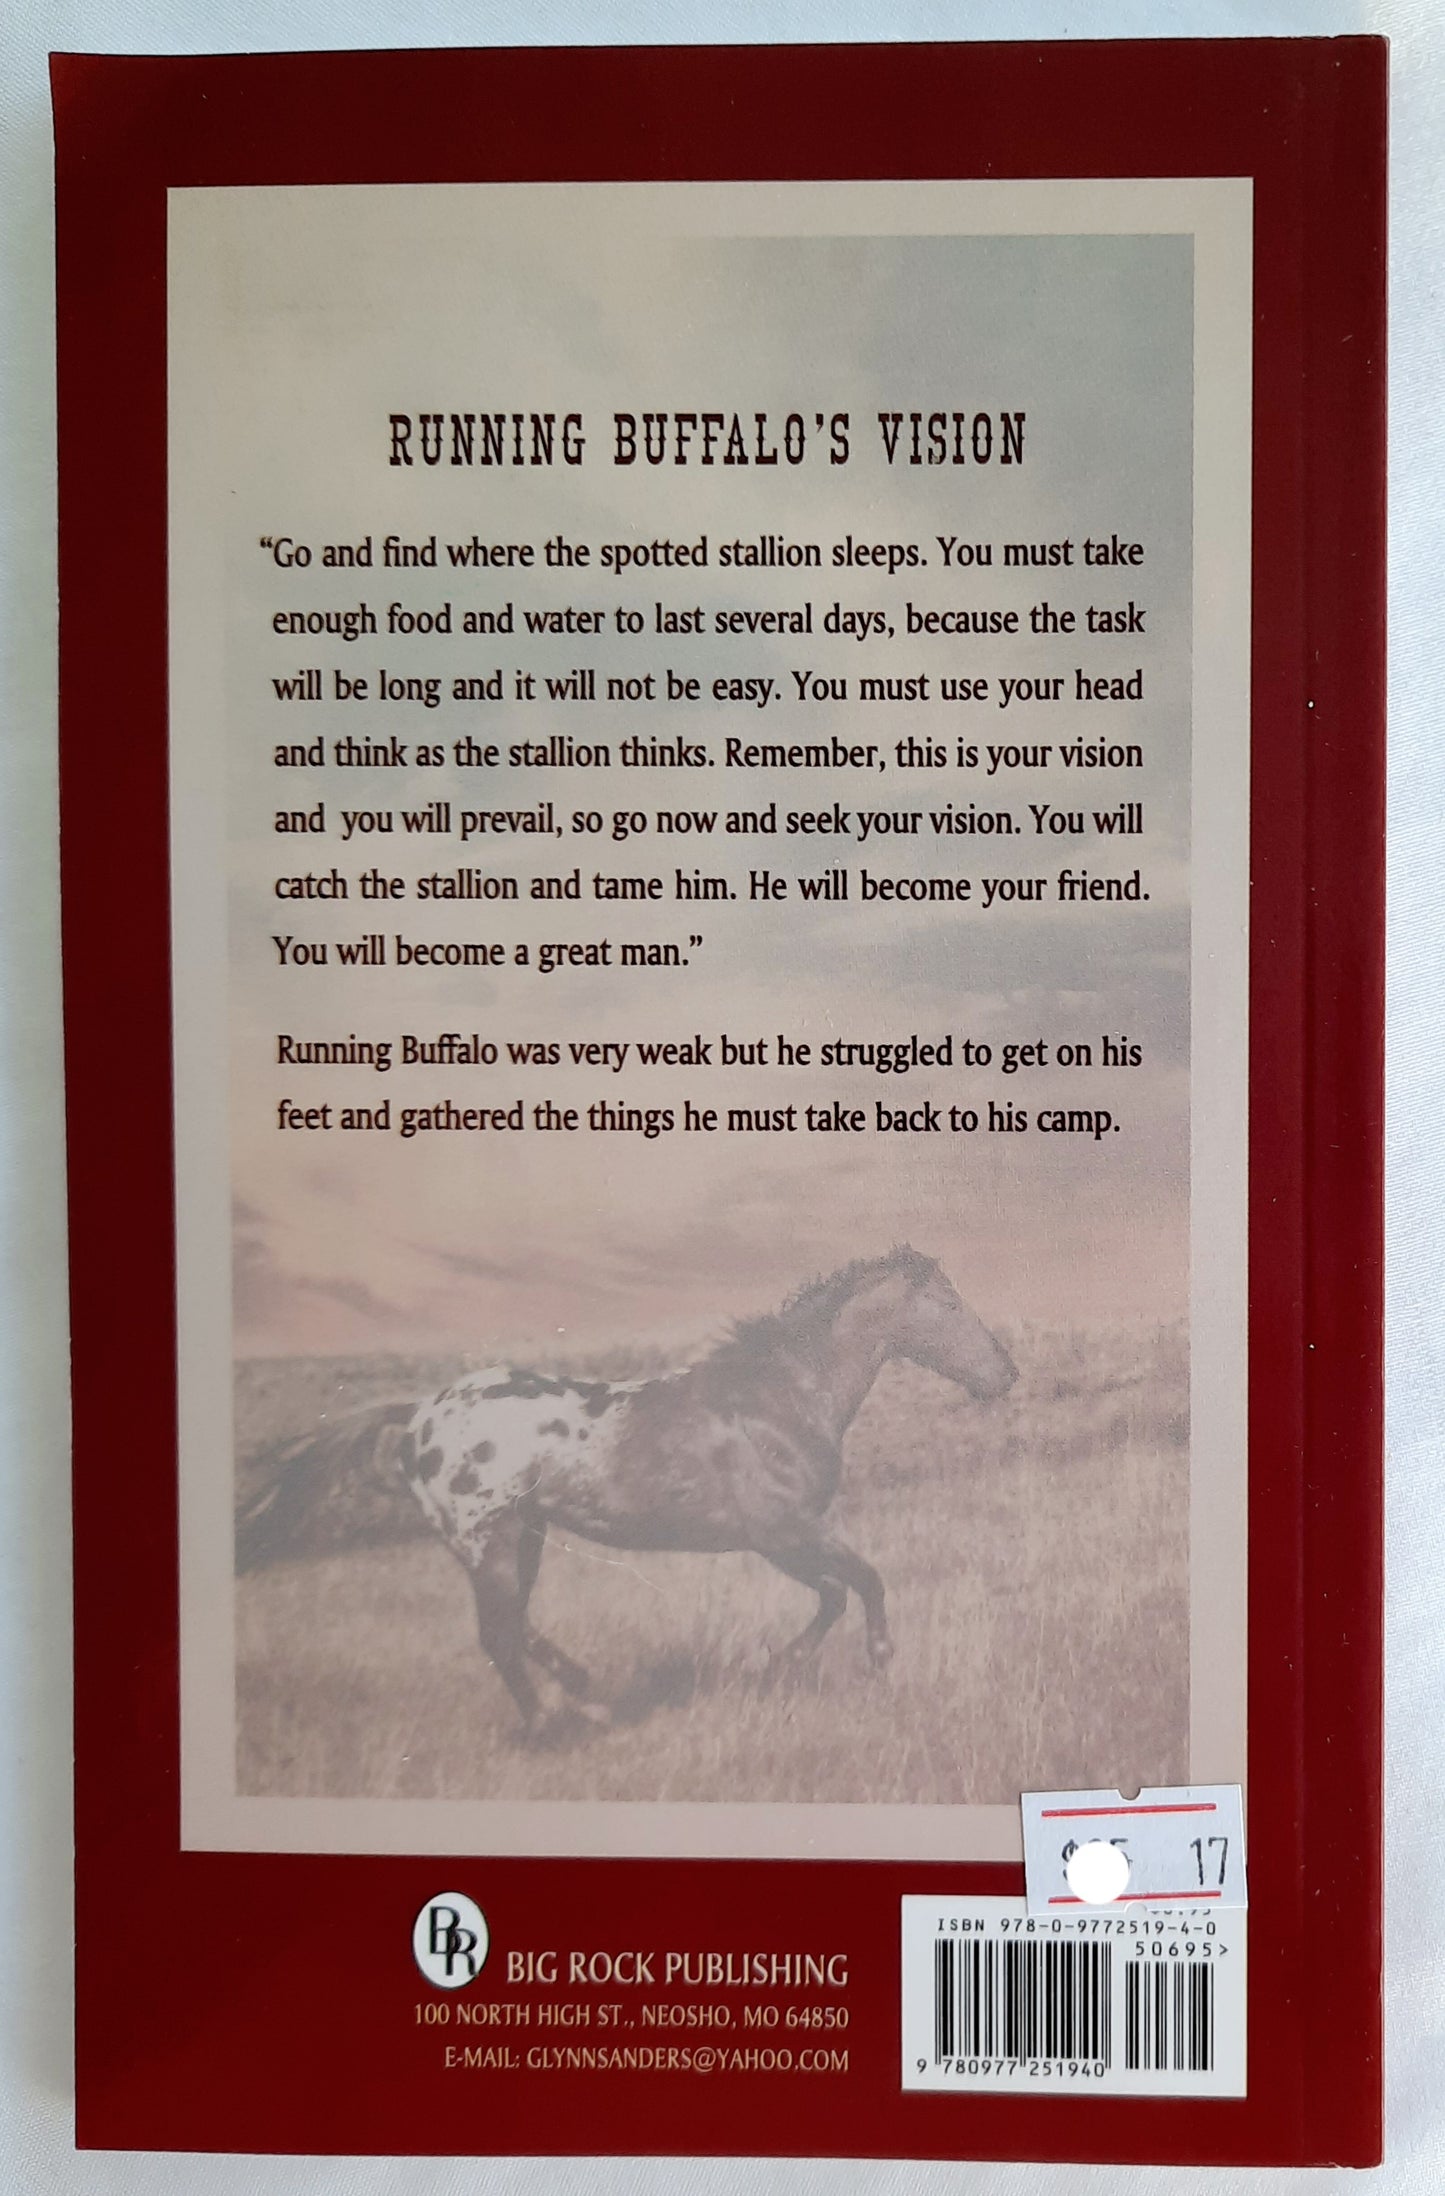 RUNNING BUFFALO'S VISION
“Go and find where the spotted stallion sleeps. You must take
enough food and water to last several days, because the task
will be long and it will not be easy. You must use your head
and think as the stallion thinks. Remember, this is your vision
and you will prevail, so go now and seek your vision. You will
catch the stallion and tame him. He will become your friend.
You will become a great man.”
Running Buffalo was very weak but he struggled to get on his
feet and gathered the things he must take back to his camp.
17
BR
BIG ROCK PUBLISHING
100 NORTH HIGH ST., NEOSHO, MO 64850
E-MAIL: GLYNNSANDERS@YAHOO.COM
ISBN 978-0-9772519-4-0
50695>
9 780977 251940